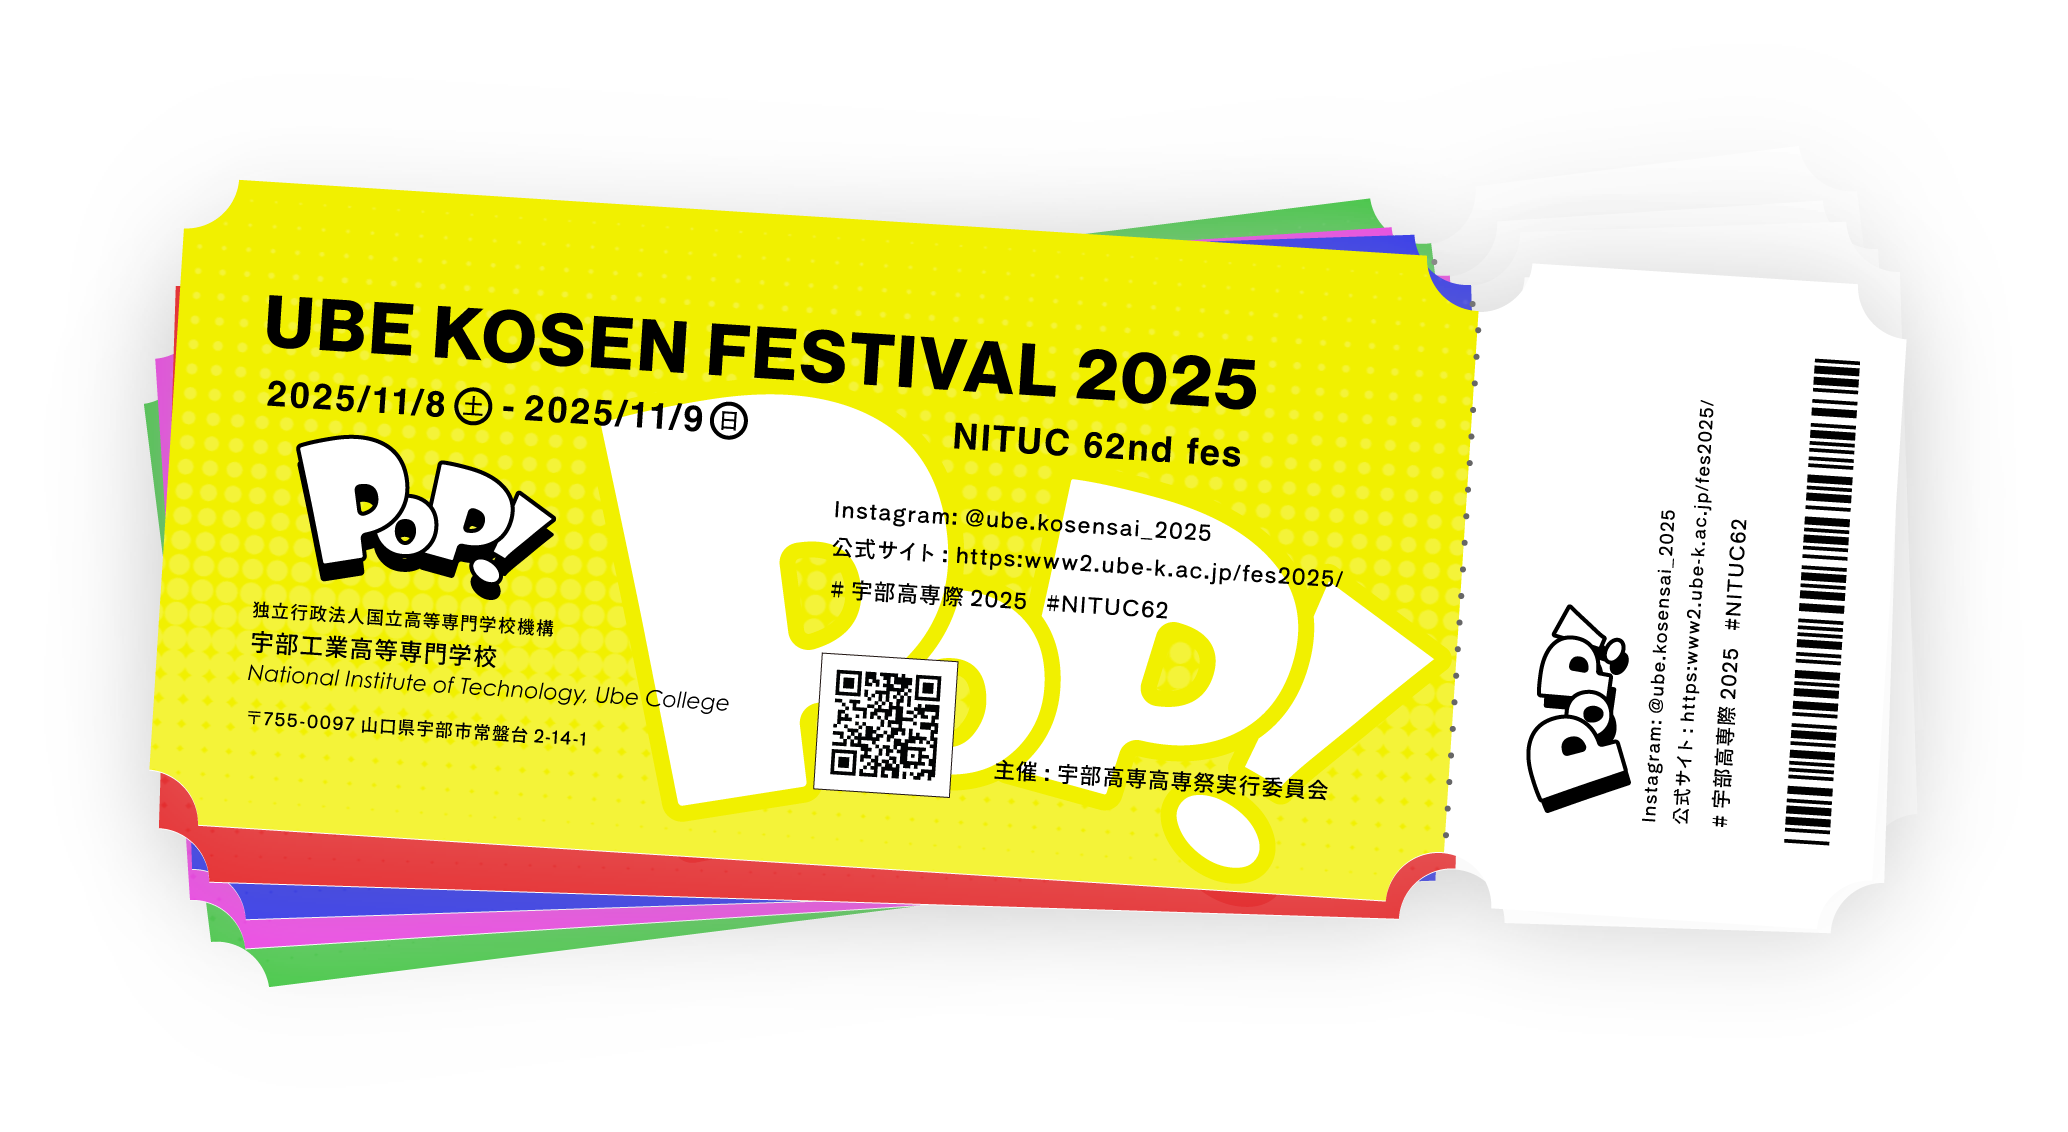 UBE KOSEN FESTIVAL 2025
2025/11/8㊏ - 2025/11/9㊐
NITUC 62nd fes
POP!
Instagram: @ube.kosensai_2025
公式サイト : https:www2.ube-k.ac.jp/fes2025/
# 宇部高専際 2025 #NITUC62
独立行政法人国立高等専門学校機構
宇部工業高等専門学校
National Institute of Technology, Ube College
〒755-0097 山口県宇部市常盤台 2-14-1
主催 : 宇部高専高専祭実行委員会
POP!
POP!
Instagram: @ube.kosensai_2025
公式サイト : https:www2.ube-k.ac.jp/fes2025/
# 宇部高専際 2025 #NITUC62